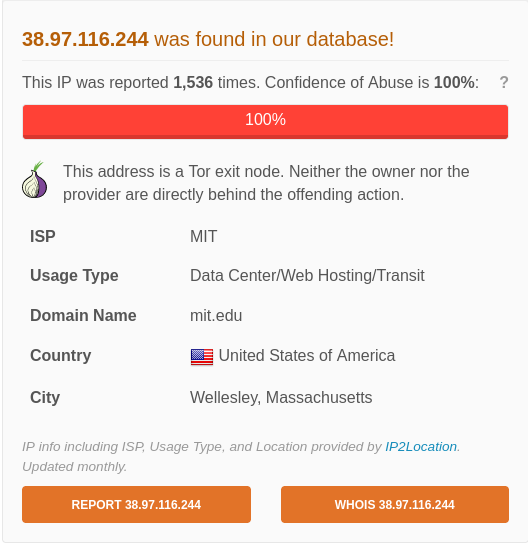 38.97.116.244 was found in our database!
This IP was reported 1,536 times. Confidence of Abuse is 100%: ?
100%
This address is a Tor exit node. Neither the owner nor the
provider are directly behind the offending action.
ISP MIT
Usage Type Data Center/Web Hosting/Transit
Domain Name mit.edu
Country United States of America
City Wellesley, Massachusetts
IP info including ISP, Usage Type, and Location provided by IP2Location.
Updated monthly.
REPORT 38.97.116.244 WHOIS 38.97.116.244